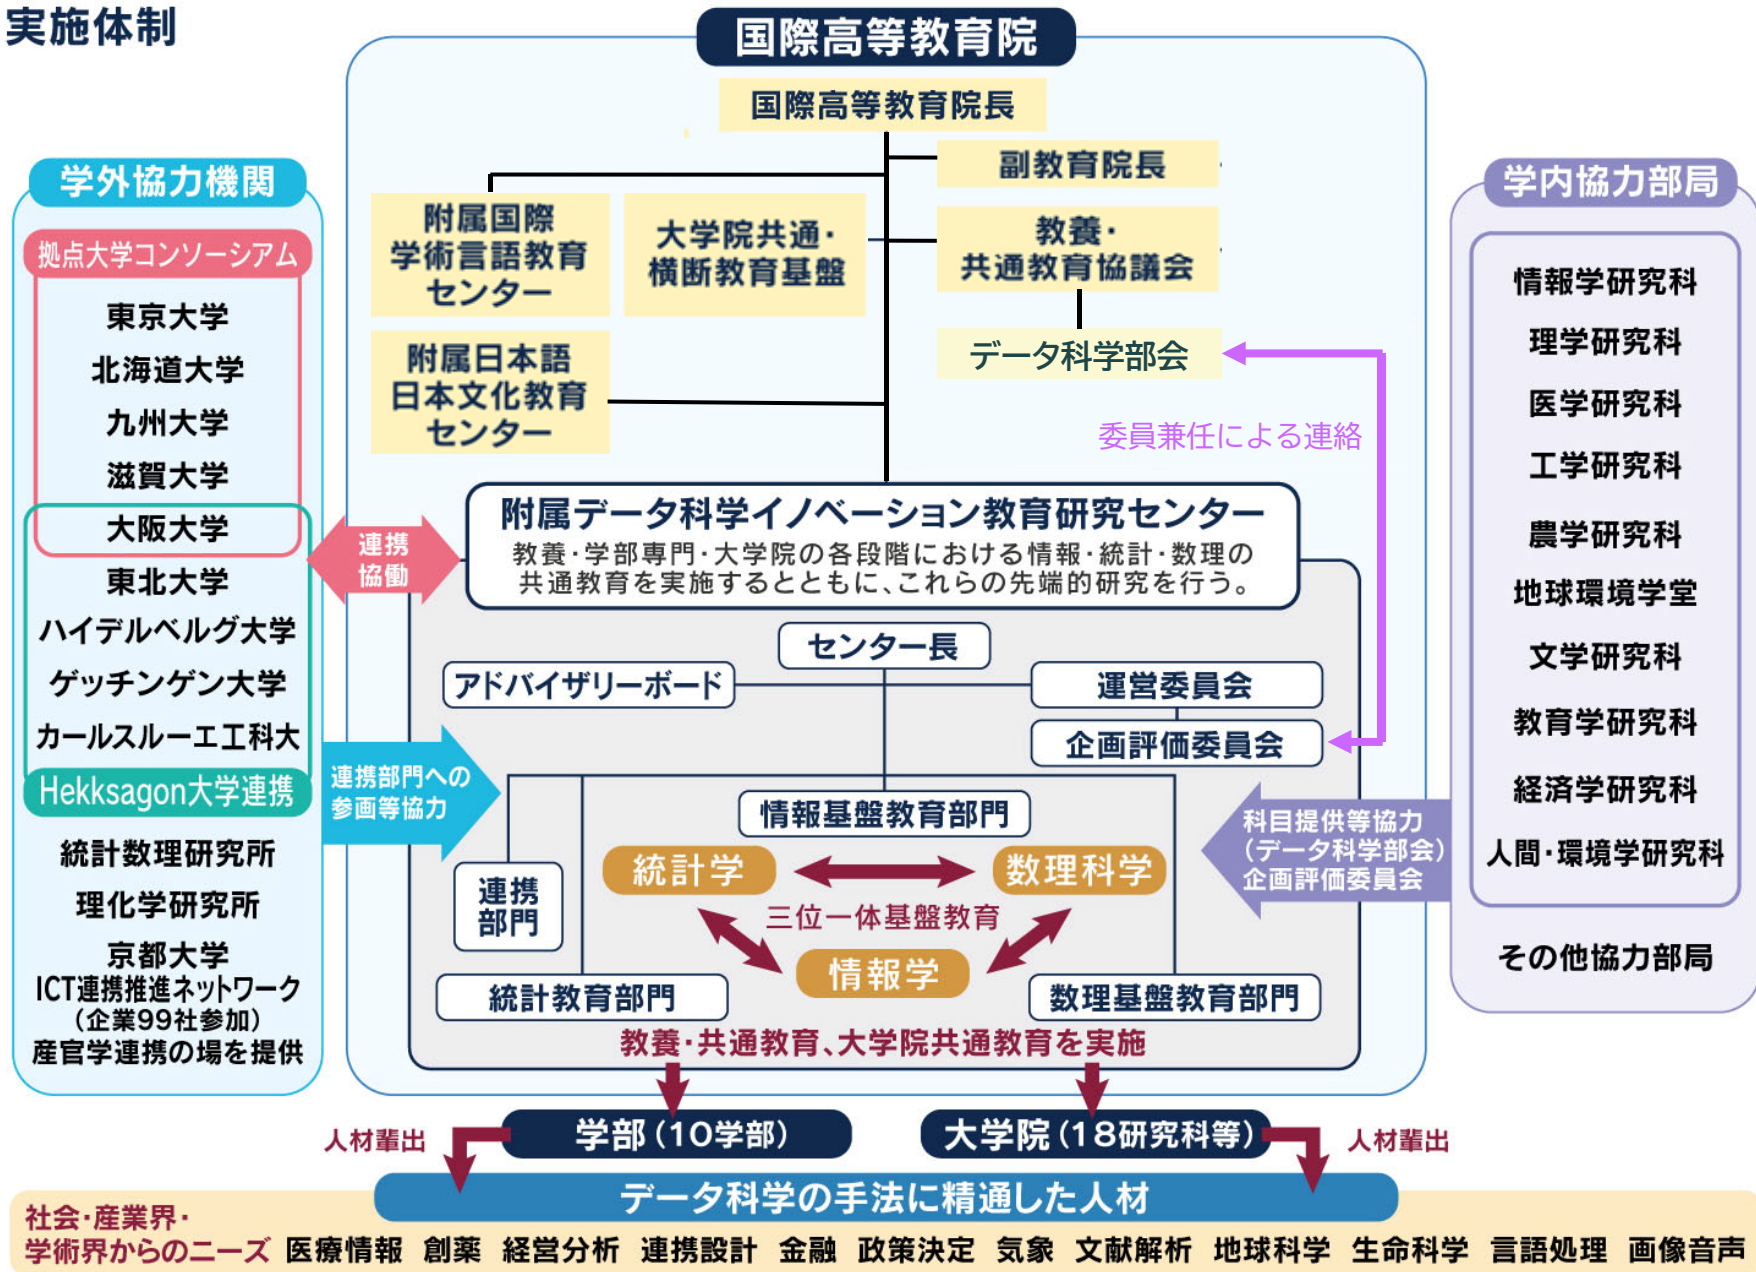 実施体制
国際高等教育院
国際高等教育院長
副教育院長
附属国際
学術言語教育
センター
大学院共通・
横断教育基盤
教養・
共通教育協議会
附属日本語
日本文化教育
センター
データ科学部会
委員兼任による連絡
学外協力機関
拠点大学コンソーシアム
東京大学
北海道大学
九州大学
滋賀大学
大阪大学
東北大学
ハイデルベルグ大学
ゲッチンゲン大学
カールスルーエ工科大
Hekksagon大学連携
統計数理研究所
理化学研究所
京都大学
ICT連携推進ネットワーク
(企業99社参加)
産官学連携の場を提供
連携
協働
連携部門への
参画等協力
附属データ科学イノベーション教育研究センター
教養・学部専門・大学院の各段階における情報・統計・数理の
共通教育を実施するとともに、これらの先端的研究を行う。
センター長
アドバイザリーボード
運営委員会
企画評価委員会
情報基盤教育部門
統計学
数理科学
三位一体基盤教育
情報学
連携
部門
統計教育部門
数理基盤教育部門
教養・共通教育、大学院共通教育を実施
学内協力部局
情報学研究科
理学研究科
医学研究科
工学研究科
農学研究科
地球環境学堂
文学研究科
教育学研究科
経済学研究科
人間・環境学研究科
その他協力部局
科目提供等協力
(データ科学部会)
企画評価委員会
学部(10学部)
大学院(18研究科等)
人材輩出
人材輩出
データ科学の手法に精通した人材
社会・産業界・
学術界からのニーズ 医療情報 創薬 経営分析 連携設計 金融 政策決定 気象 文献解析 地球科学 生命科学 言語処理 画像音声